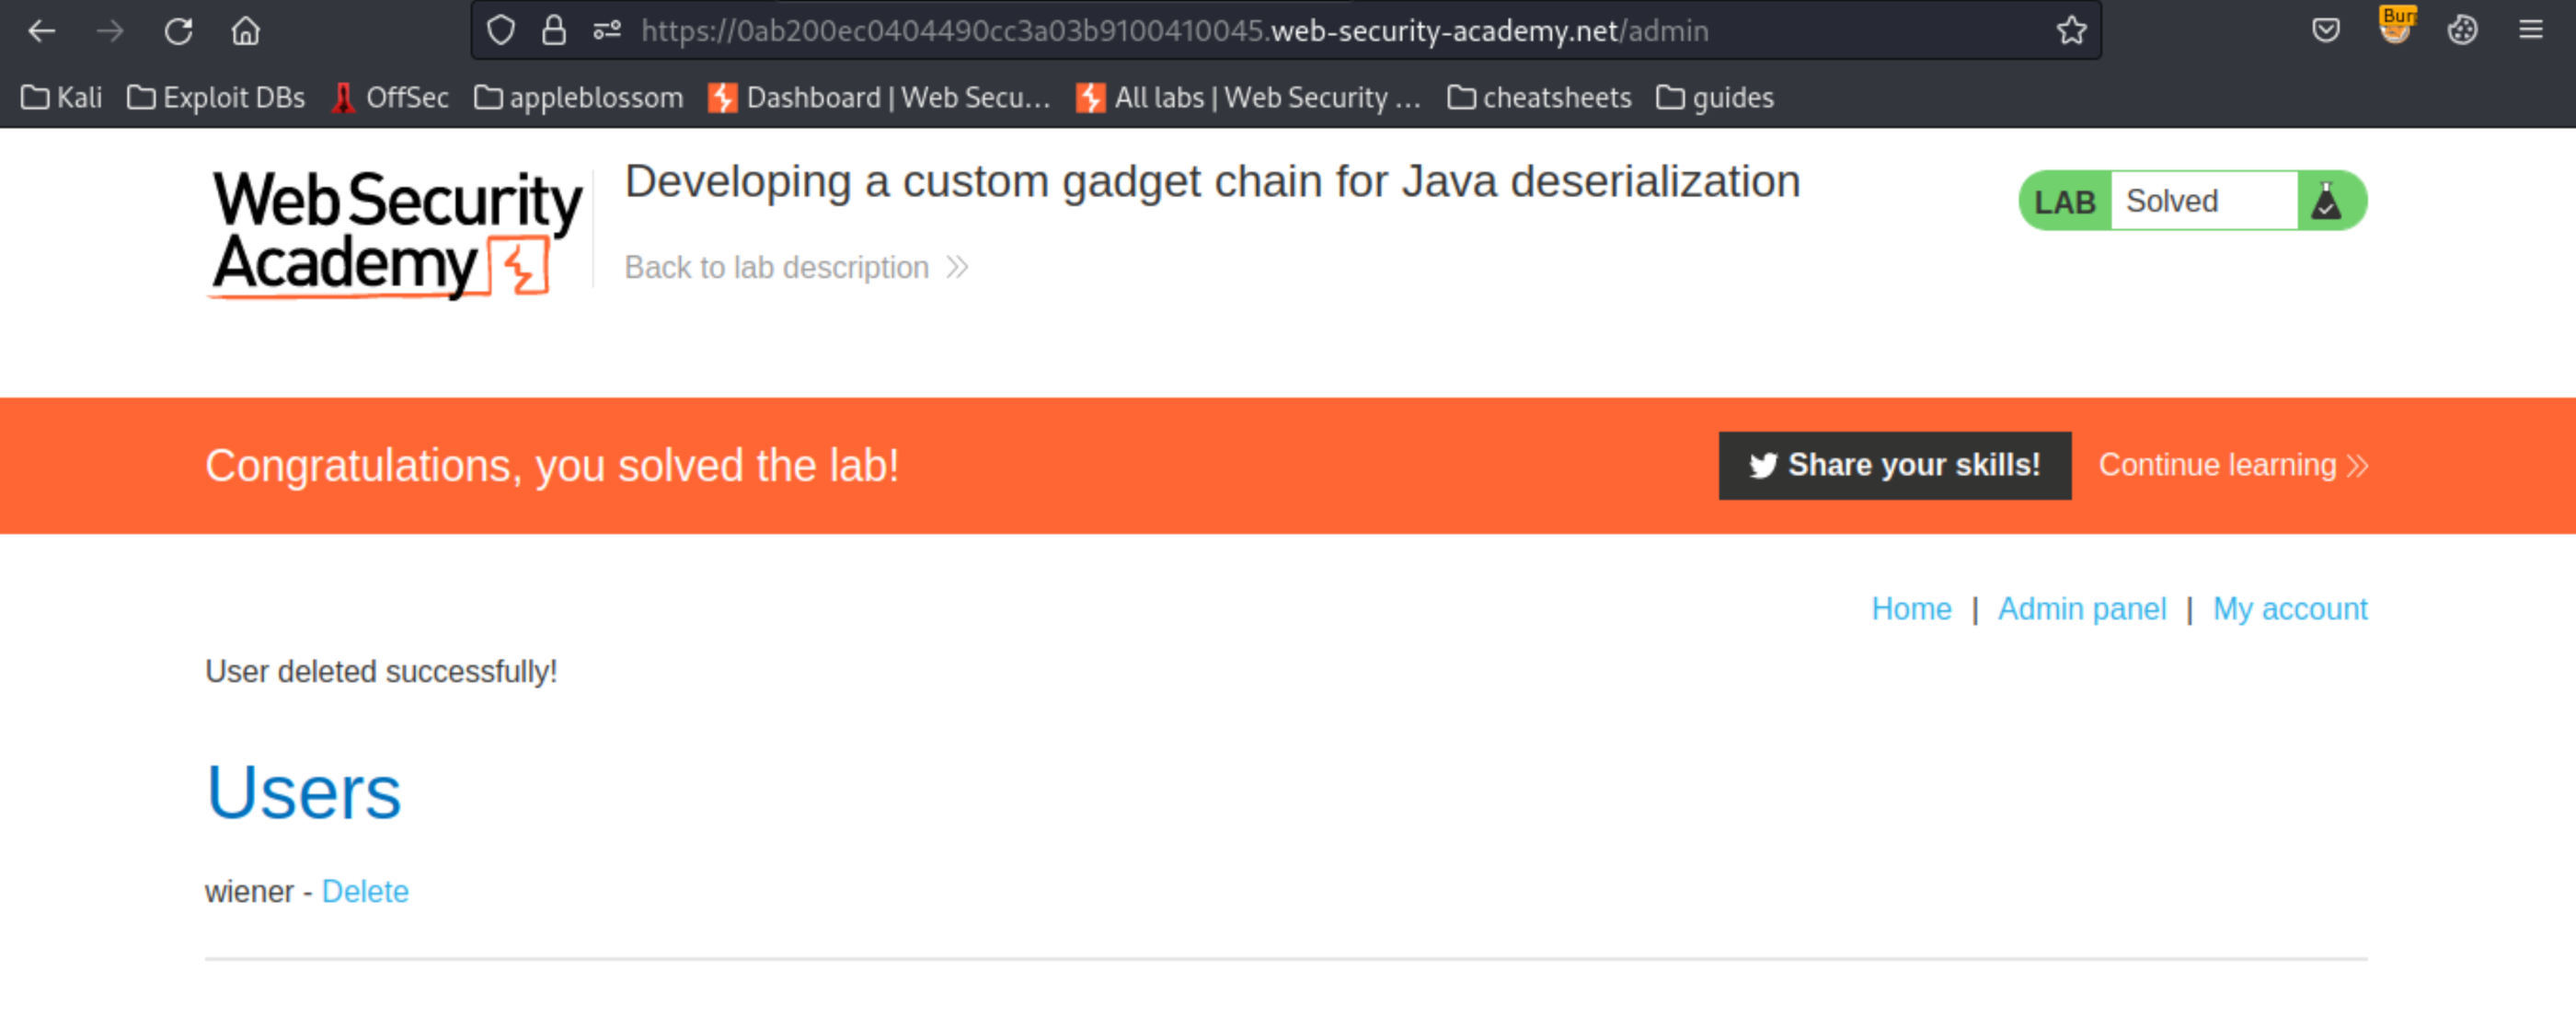 https://0ab200ec0404490cc3a03b9100410045.web-security-academy.net/admin
Bur
Kali Exploit DBs OffSec appleblossom Dashboard | Web Secu... All labs | Web Security ... cheatsheets guides
Web Security
Academy
Developing a custom gadget chain for Java deserialization
Back to lab description
LAB Solved
Congratulations, you solved the lab!
Share your skills! Continue learning
Home | Admin panel | My account
User deleted successfully!
Users
wiener - Delete